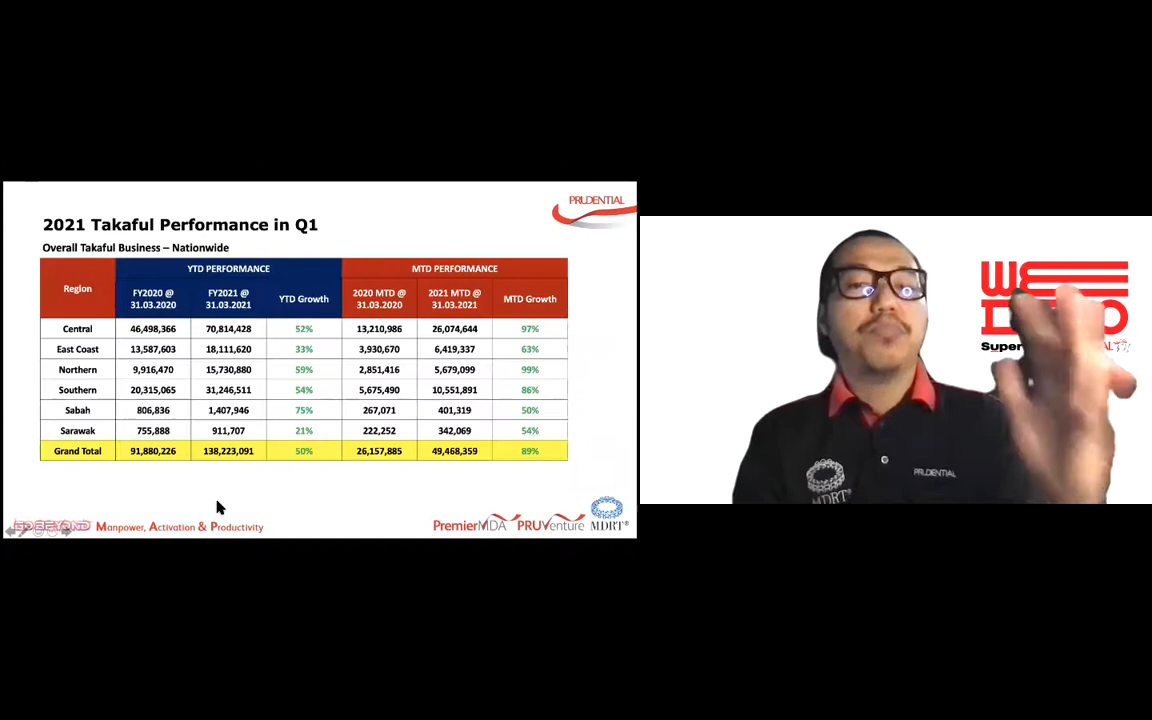 PRUDENTIAL
2021 Takaful Performance in Q1
Overall Takaful Business – Nationwide
Region YTD PERFORMANCE MTD PERFORMANCE
FY2020 @ 31.03.2020 FY2021 @ 31.03.2021 YTD Growth 2020 MTD @ 31.03.2020 2021 MTD @ 31.03.2021 MTD Growth
Central 46,498,366 70,814,428 52% 13,210,986 26,074,644 97%
East Coast 13,587,603 18,111,620 33% 3,930,670 6,419,337 63%
Northern 9,916,470 15,730,880 59% 2,851,416 5,679,099 99%
Southern 20,315,065 31,246,511 54% 5,675,490 10,551,891 86%
Sabah 806,836 1,407,946 75% 267,071 401,319 50%
Sarawak 755,888 911,707 21% 222,252 342,069 54%
Grand Total 91,880,226 138,223,091 50% 26,157,885 49,468,359 89%
GO BEYOND Manpower, Activation & Productivity
PremierMDA PRUVenture MDRT®
WE
Super
MDRT®
PRUDENTIAL